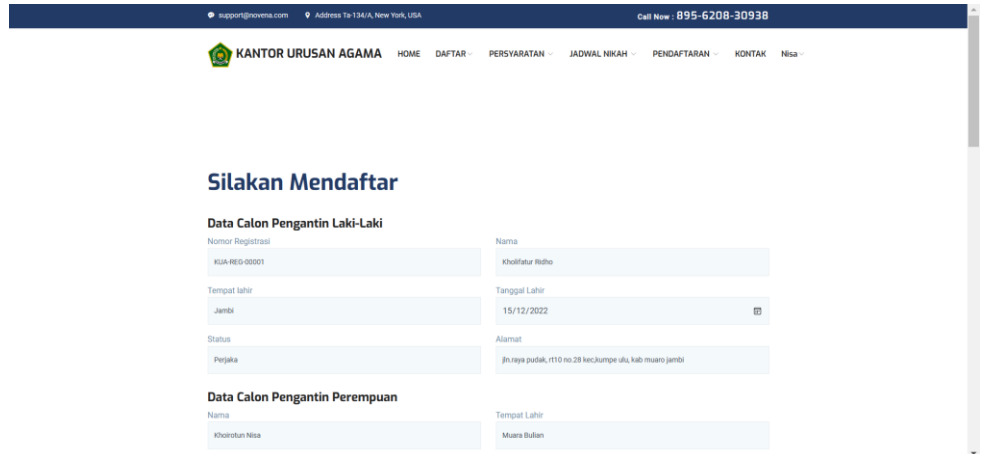 support@novena.com Address Ta-134/A, New York, USA Call Now : 895-6208-30938
KANTOR URUSAN AGAMA HOME DAFTAR PERSYARATAN JADWAL NIKAH PENDAFTARAN KONTAK Nisa
Silakan Mendaftar
Data Calon Pengantin Laki-Laki
Nomor Registrasi Nama
KUA-REG-00001 Kholifatur Ridho
Tempat lahir Tanggal Lahir
Jambi 15/12/2022
Status Alamat
Perjaka jln.raya pudak, rt10 no.28 kec,kumpe ulu, kab muaro jambi
Data Calon Pengantin Perempuan
Nama Tempat Lahir
Khoirotun Nisa Muara Bulian